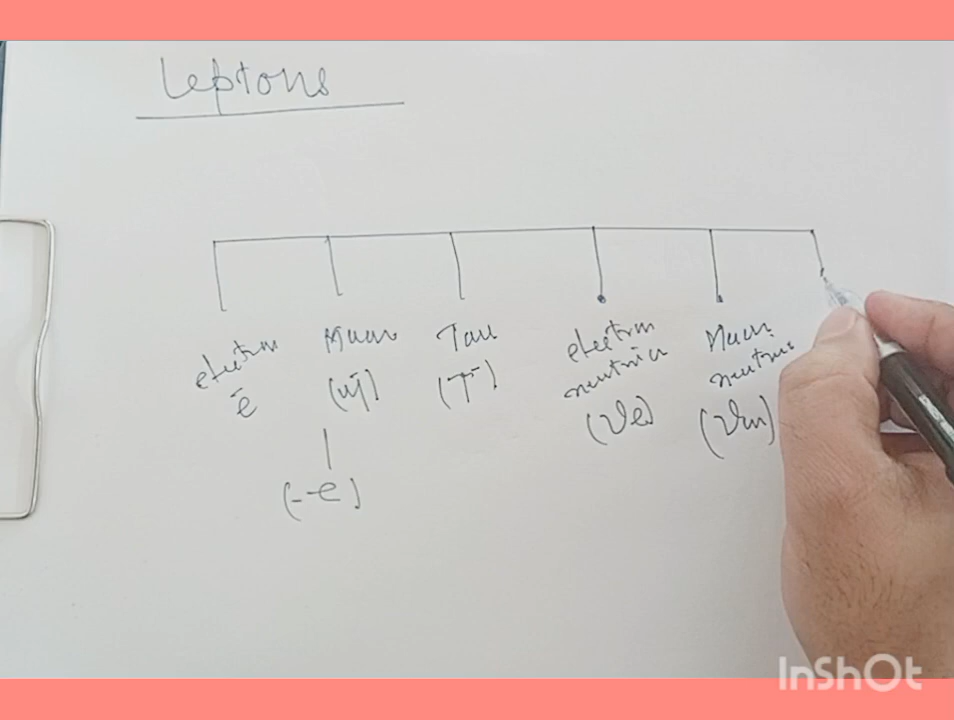 Leptons
electron
e̅
Muon
(μ⁻)
|
(-e)
Tau
(τ⁻)
electron
neutrino
(νe)
Muon
neutrino
(νμ)
InShOt